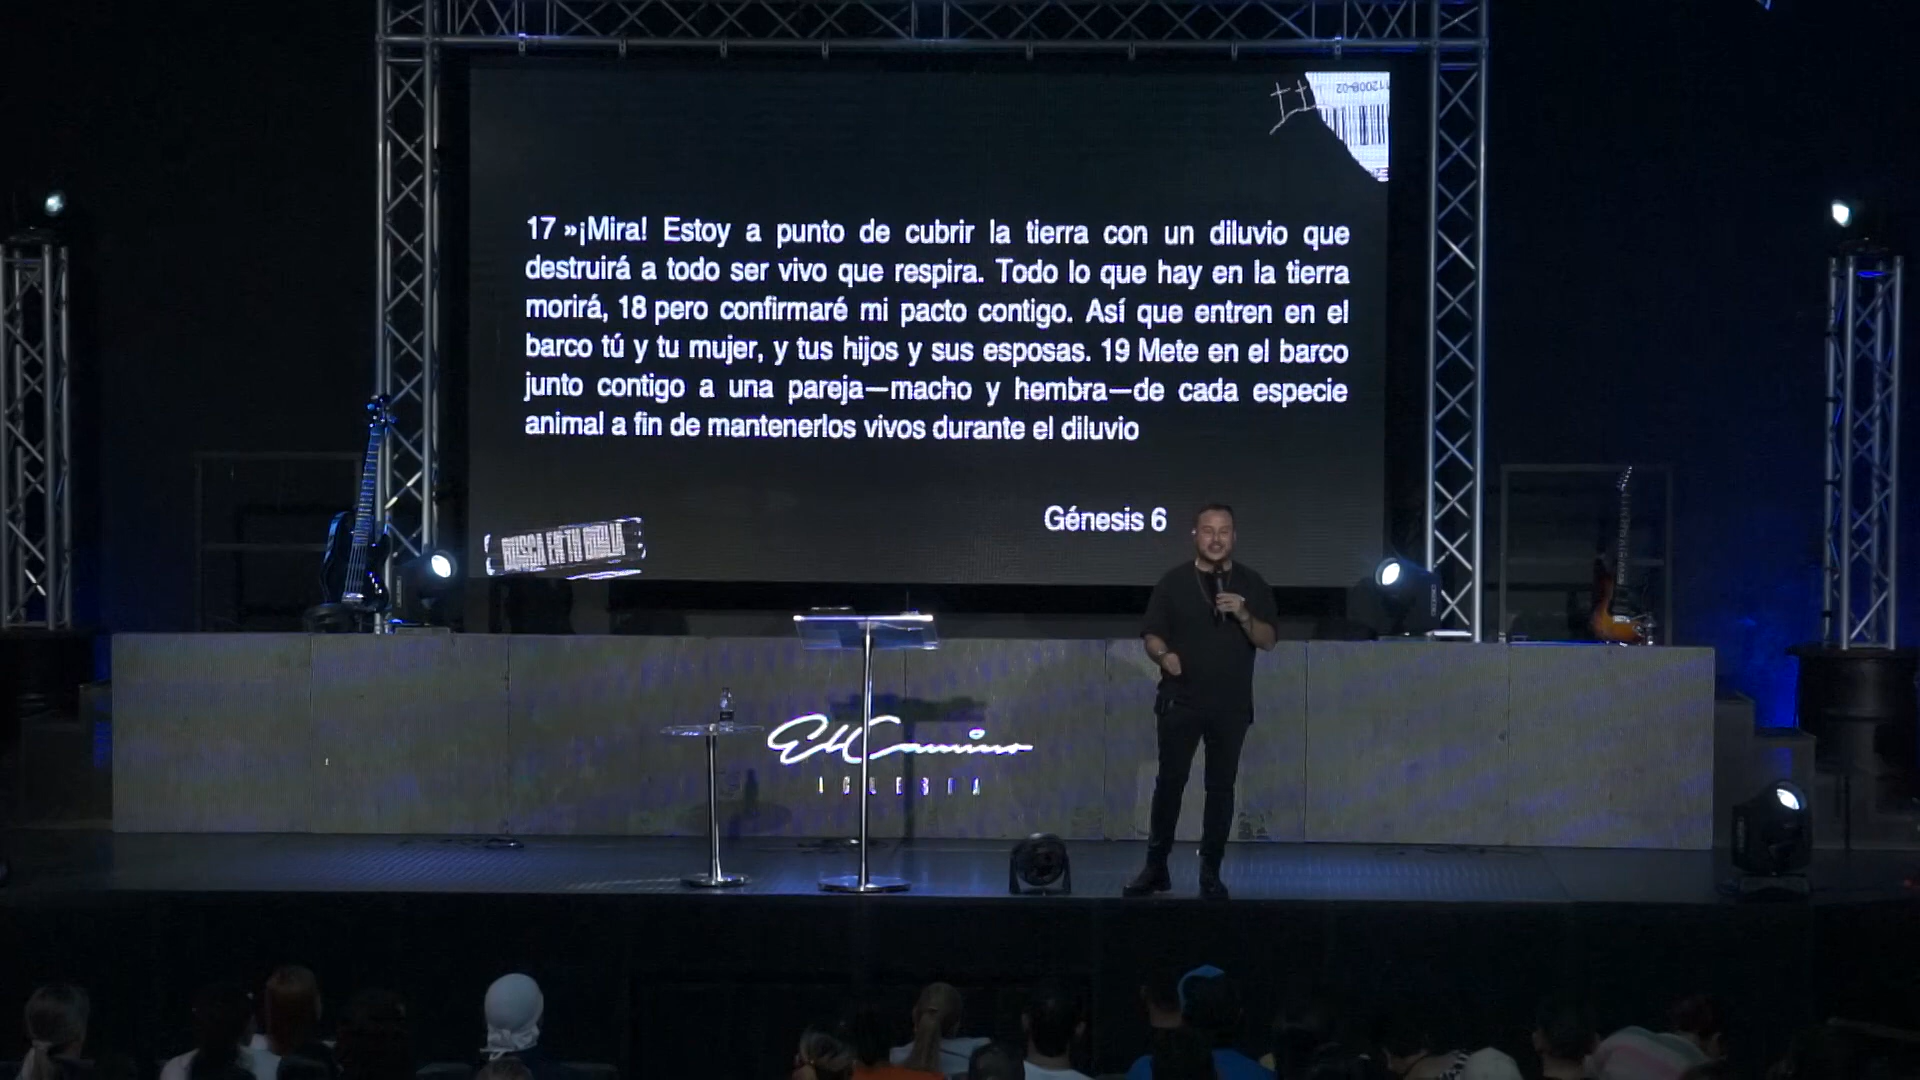 112008-02
17 »¡Mira! Estoy a punto de cubrir la tierra con un diluvio que
destruirá a todo ser vivo que respira. Todo lo que hay en la tierra
morirá, 18 pero confirmaré mi pacto contigo. Así que entren en el
barco tú y tu mujer, y tus hijos y sus esposas. 19 Mete en el barco
junto contigo a una pareja—macho y hembra—de cada especie
animal a fin de mantenerlos vivos durante el diluvio
Génesis 6
BUSCA EN TU BIBLIA
El Camino
IGLESIA